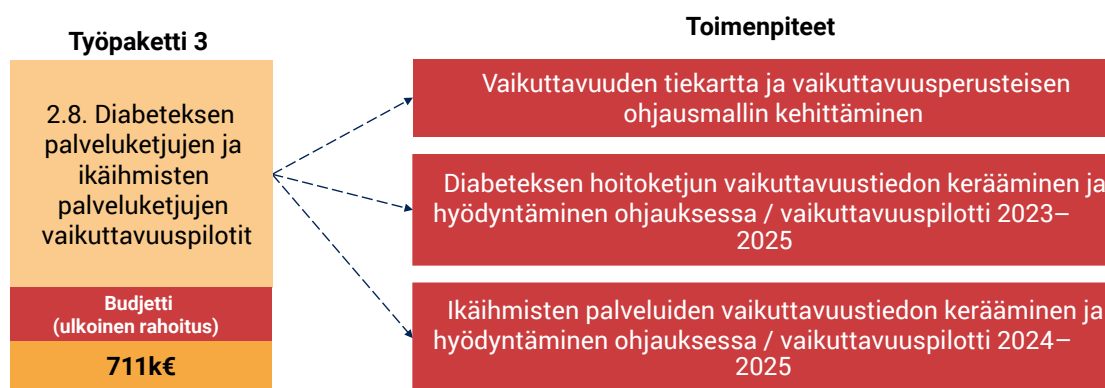 Työpaketti 3
2.8. Diabeteksen
palveluketjujen ja
ikäihmisten
palveluketjujen
vaikuttavuuspilotit
Budjetti
(ulkoinen rahoitus)
711k€
Toimenpiteet
Vaikuttavuuden tiekartta ja vaikuttavuusperusteisen
ohjausmallin kehittäminen
Diabeteksen hoitoketjun vaikuttavuustiedon kerääminen ja
hyödyntäminen ohjauksessa / vaikuttavuuspilotti 2023–
2025
Ikäihmisten palveluiden vaikuttavuustiedon kerääminen ja
hyödyntäminen ohjauksessa / vaikuttavuuspilotti 2024–
2025